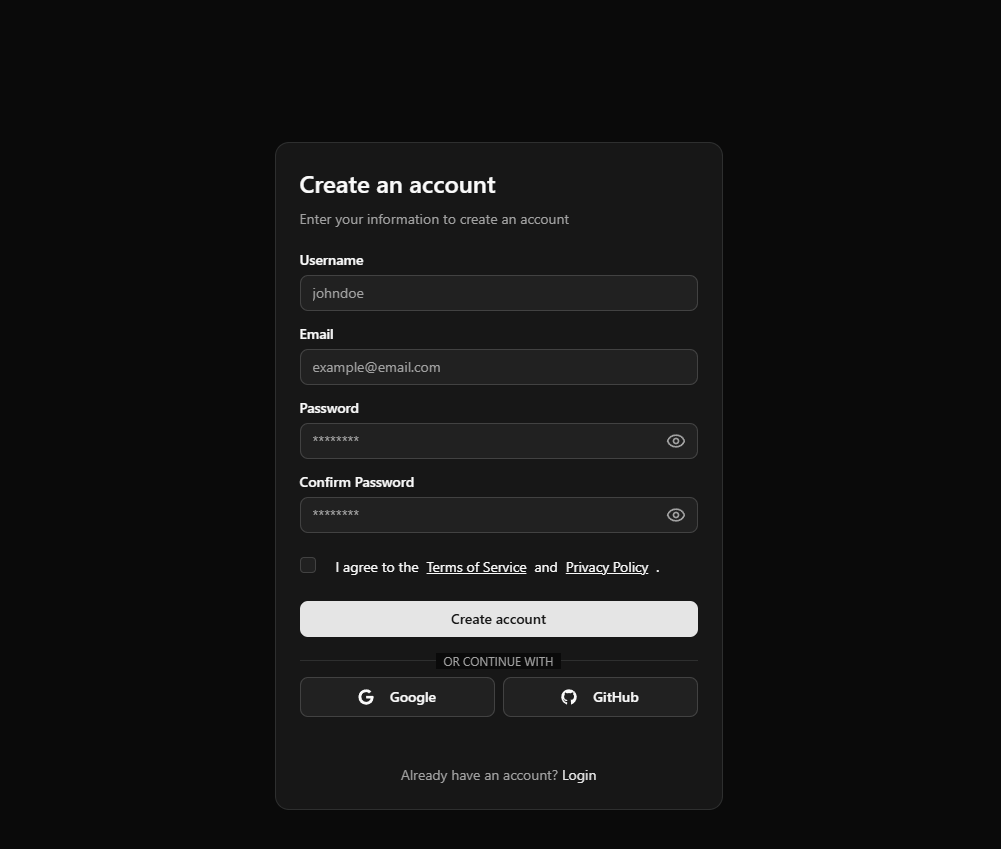 Create an account
Enter your information to create an account
Username
johndoe
Email
example@email.com
Password
********
Confirm Password
********
I agree to the Terms of Service and Privacy Policy .
Create account
OR CONTINUE WITH
Google GitHub
Already have an account? Login